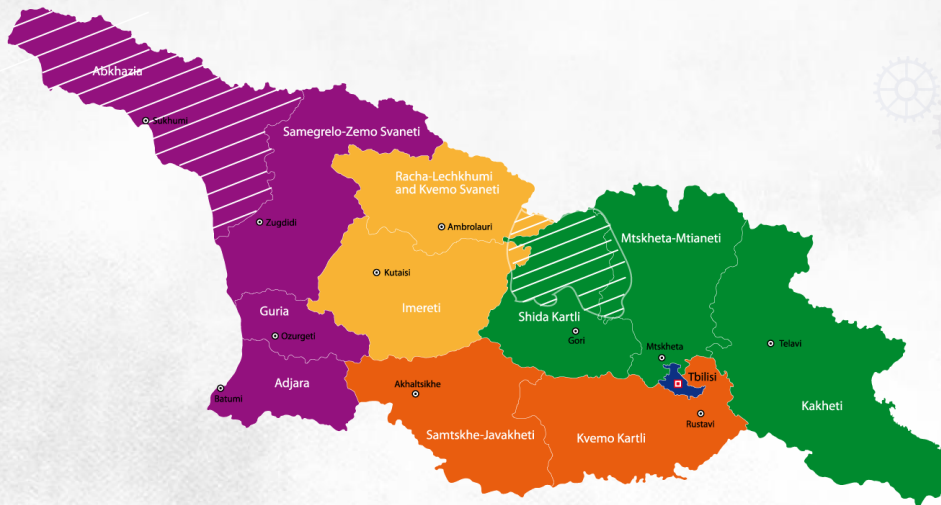 Abkhazia
Sukhumi
Samegrelo-Zemo Svaneti
Racha-Lechkhumi
and Kvemo Svaneti
Zugdidi
Ambrolauri
Mtskheta-Mtianeti
Kutaisi
Imereti
Guria
Shida Kartli
Ozurgeti
Gori
Mtskheta
Telavi
Adjara
Akhaltsikhe
Tbilisi
Batumi
Kakheti
Rustavi
Samtskhe-Javakheti
Kvemo Kartli